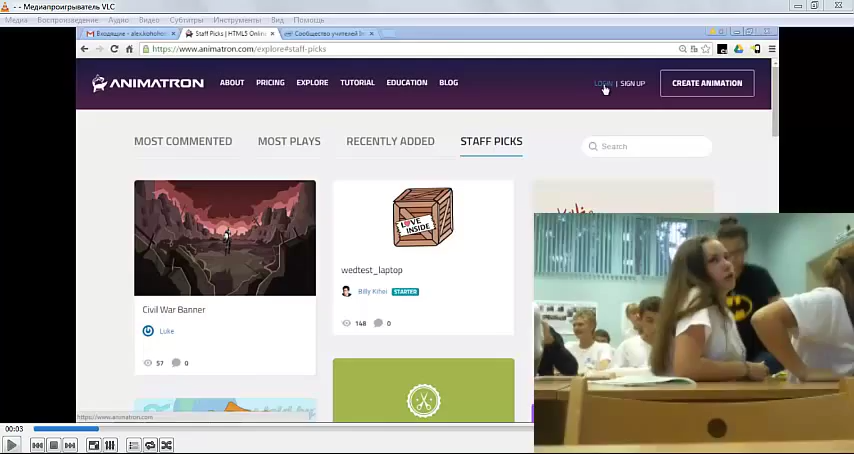 - - Медиапроигрыватель VLC
Медиа Воспроизведение Аудио Видео Субтитры Инструменты Вид Помощь
Входящие - alex.kohoho Staff Picks | HTML5 Onlin Сообщество учителей
https://www.animatron.com/explore#staff-picks
ANIMATRON ABOUT PRICING EXPLORE TUTORIAL EDUCATION BLOG LOGIN | SIGN UP CREATE ANIMATION
MOST COMMENTED MOST PLAYS RECENTLY ADDED STAFF PICKS Search
LOVE
INSIDE
wedtest_laptop
Billy Kihei STARTER
148 0
Civil War Banner
Luke
57 0
https://www.animatron.com
00:03